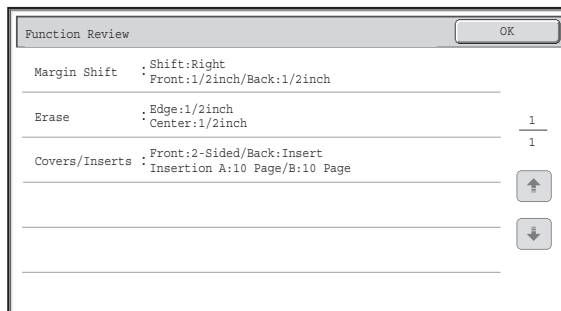 Function Review
OK
Margin Shift : Shift:Right
Front:1/2inch/Back:1/2inch
Erase : Edge:1/2inch
Center:1/2inch
Covers/Inserts : Front:2-Sided/Back:Insert
Insertion A:10 Page/B:10 Page
1
1